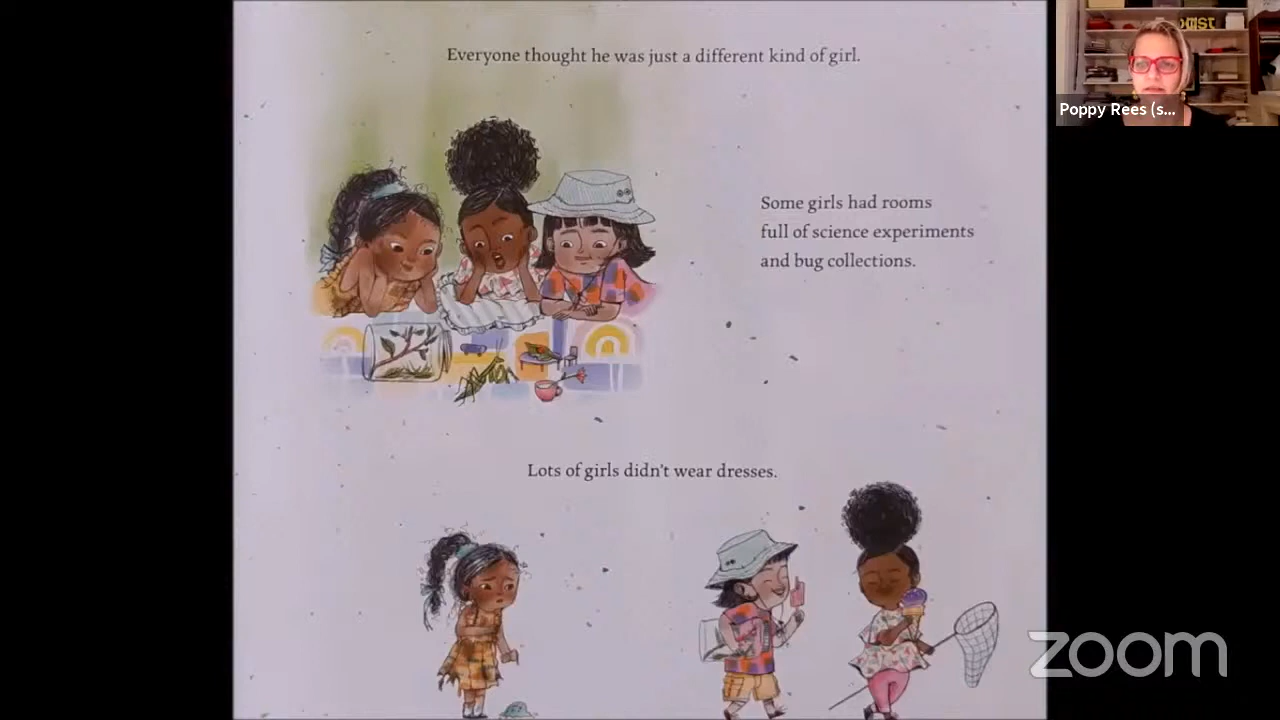 Everyone thought he was just a different kind of girl.
Some girls had rooms
full of science experiments
and bug collections.
Lots of girls didn't wear dresses.
Poppy Rees (s...
zoom